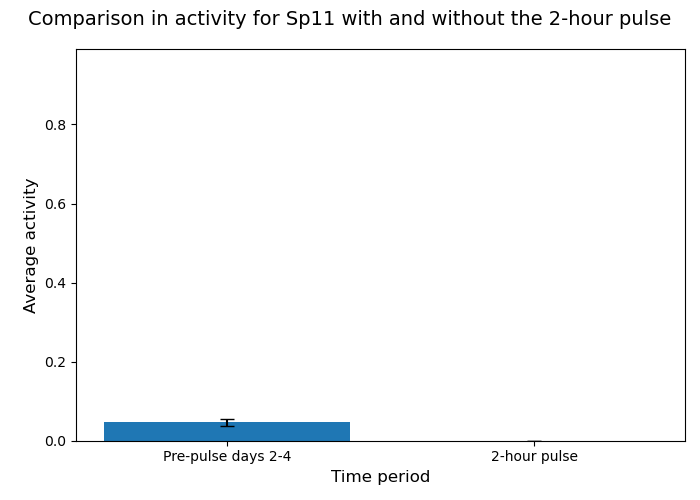 Comparison in activity for Sp11 with and without the 2-hour pulse
Average activity
0.8
0.6
0.4
0.2
0.0
Pre-pulse days 2-4
2-hour pulse
Time period